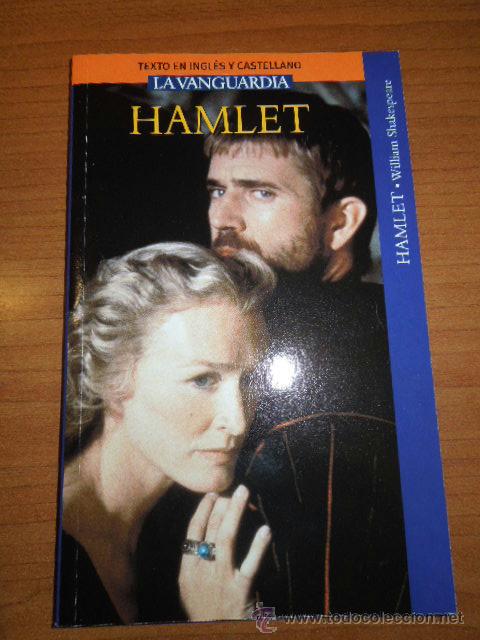 TEXTO EN INGLÉS Y CASTELLANO
LA VANGUARDIA
HAMLET
HAMLET • William Shakespeare
www.todocoleccion.net